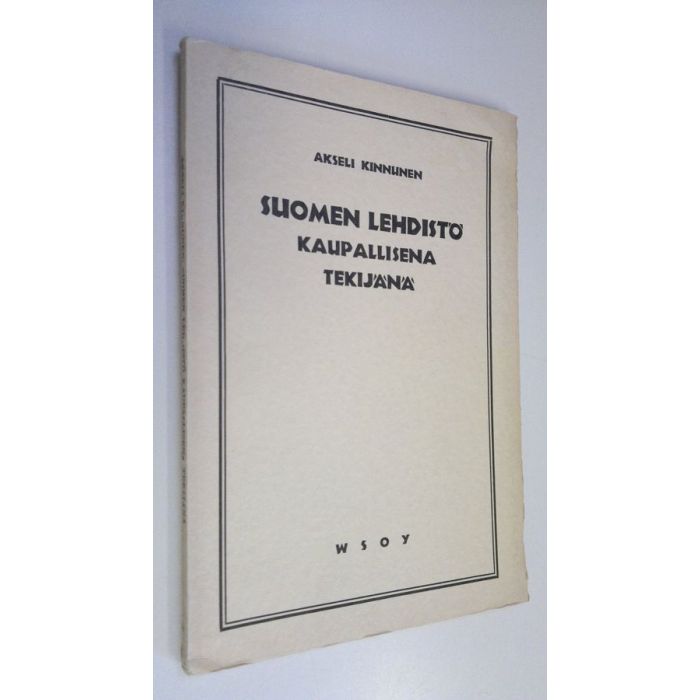 AKSELI KINNUNEN
SUOMEN LEHDISTÖ
KAUPALLISENA
TEKIJÄNÄ
WSOY